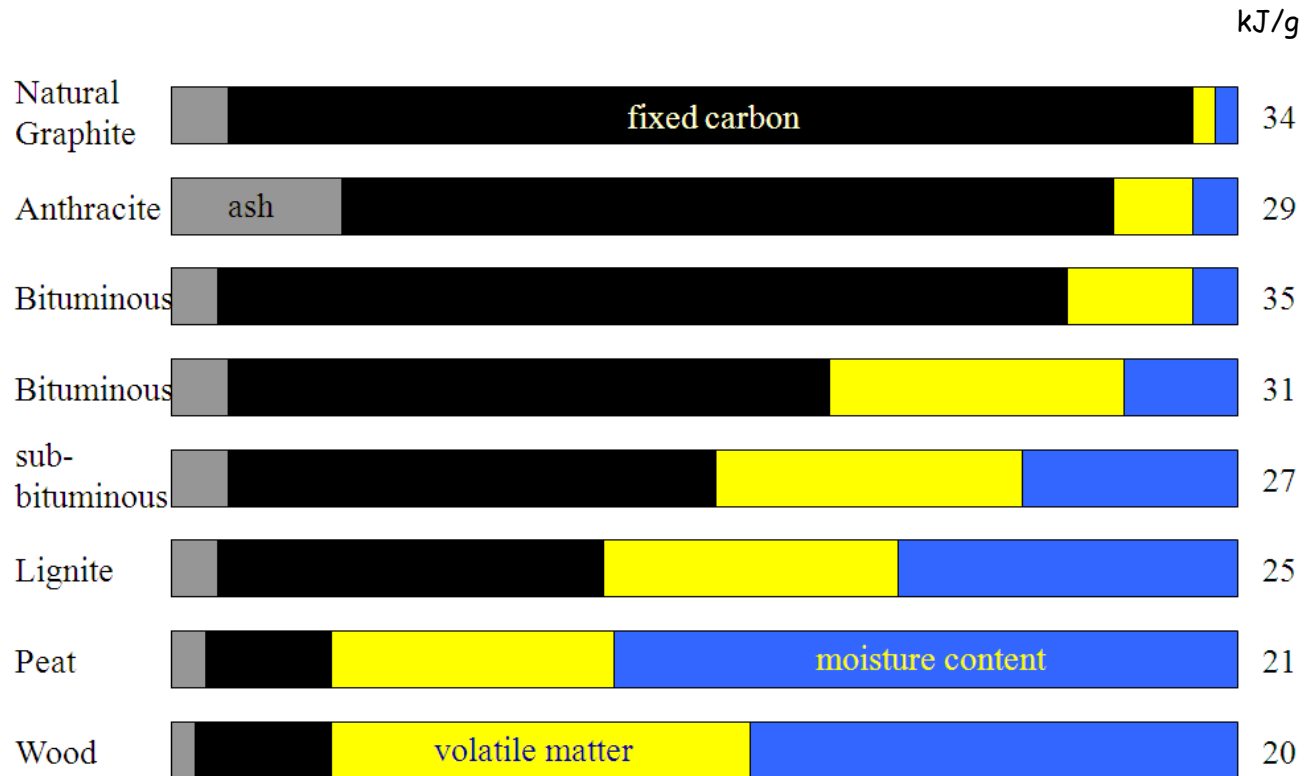 kJ/g
Natural
Graphite
fixed carbon
34
Anthracite
ash
29
Bituminous
35
Bituminous
31
sub-
bituminous
27
Lignite
25
Peat
moisture content
21
Wood
volatile matter
20